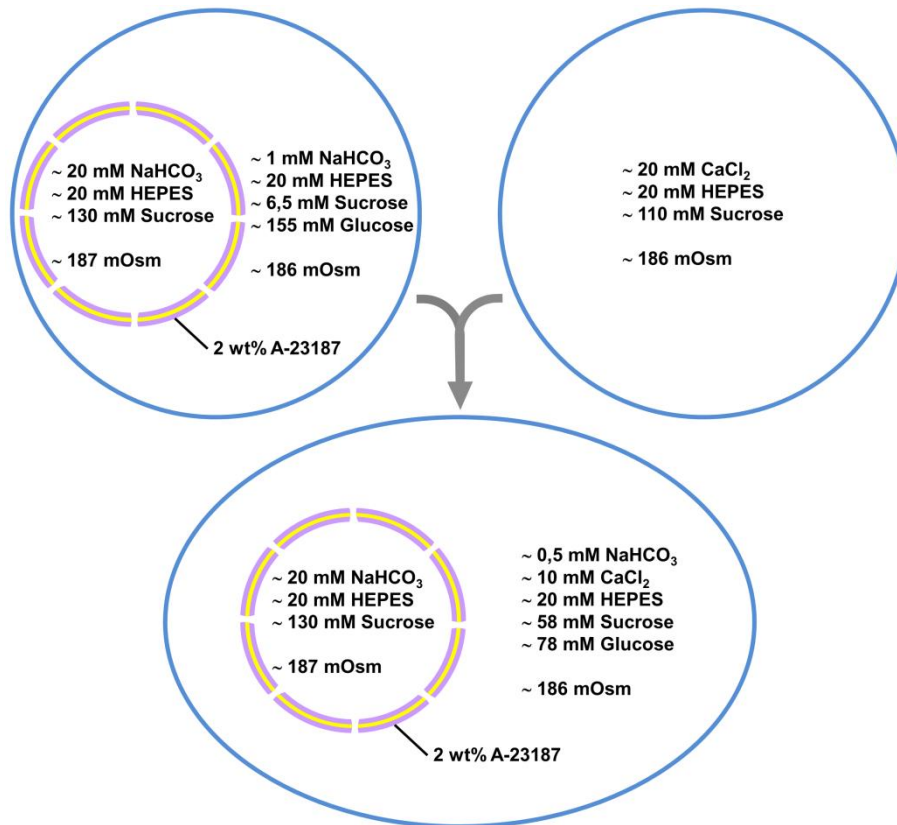 ~ 20 mM NaHCO₃
~ 20 mM HEPES
~ 130 mM Sucrose
~ 187 mOsm
~ 1 mM NaHCO₃
~ 20 mM HEPES
~ 6,5 mM Sucrose
~ 155 mM Glucose
~ 186 mOsm
2 wt% A-23187
~ 20 mM CaCl₂
~ 20 mM HEPES
~ 110 mM Sucrose
~ 186 mOsm
~ 20 mM NaHCO₃
~ 20 mM HEPES
~ 130 mM Sucrose
~ 187 mOsm
~ 0,5 mM NaHCO₃
~ 10 mM CaCl₂
~ 20 mM HEPES
~ 58 mM Sucrose
~ 78 mM Glucose
~ 186 mOsm
2 wt% A-23187